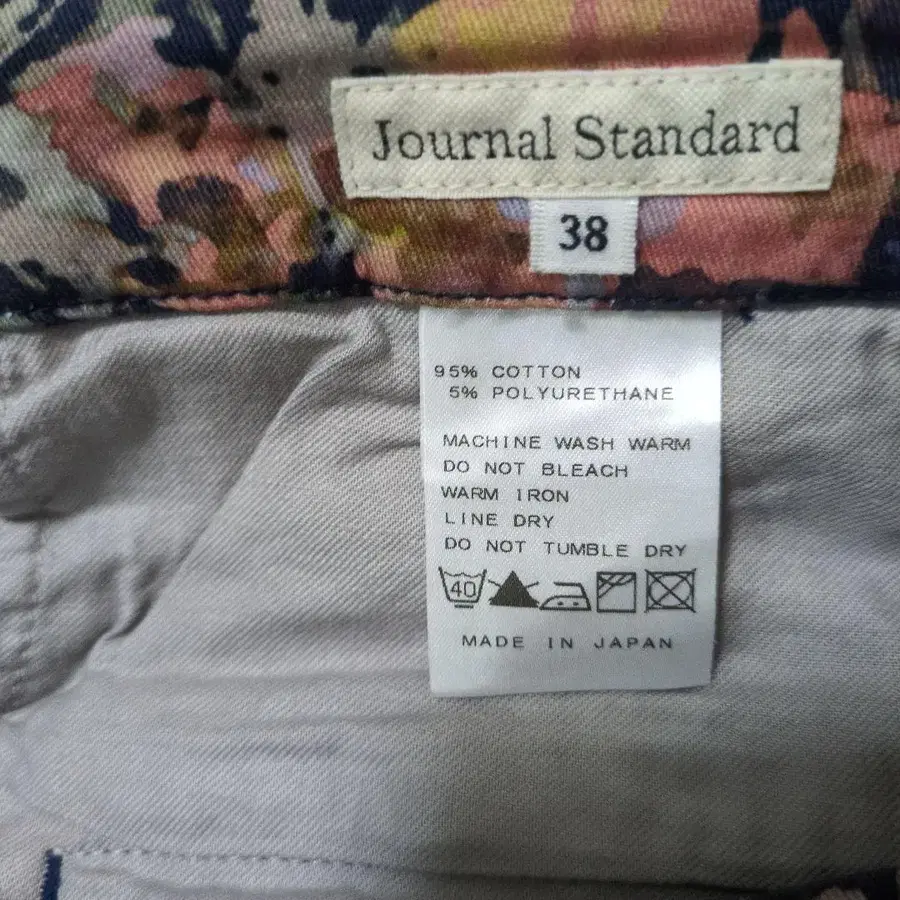 Journal Standard
38
95% COTTON
5% POLYURETHANE
MACHINE WASH WARM
DO NOT BLEACH
WARM IRON
LINE DRY
DO NOT TUMBLE DRY
40
MADE IN JAPAN